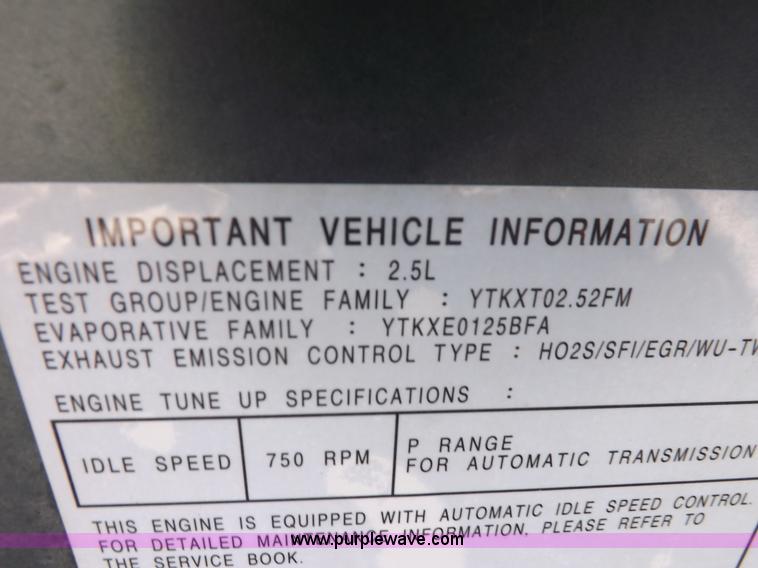 IMPORTANT VEHICLE INFORMATION
ENGINE DISPLACEMENT : 2.5L
TEST GROUP/ENGINE FAMILY : YTKXT02.52FM
EVAPORATIVE FAMILY : YTKXE0125BFA
EXHAUST EMISSION CONTROL TYPE : HO2S/SFI/EGR/WU-TW
ENGINE TUNE UP SPECIFICATIONS :
IDLE SPEED 750 RPM P RANGE
FOR AUTOMATIC TRANSMISSION
THIS ENGINE IS EQUIPPED WITH AUTOMATIC IDLE SPEED CONTROL.
FOR DETAILED MAINTENANCE INFORMATION, PLEASE REFER TO
THE SERVICE BOOK.
www.purplewave.com